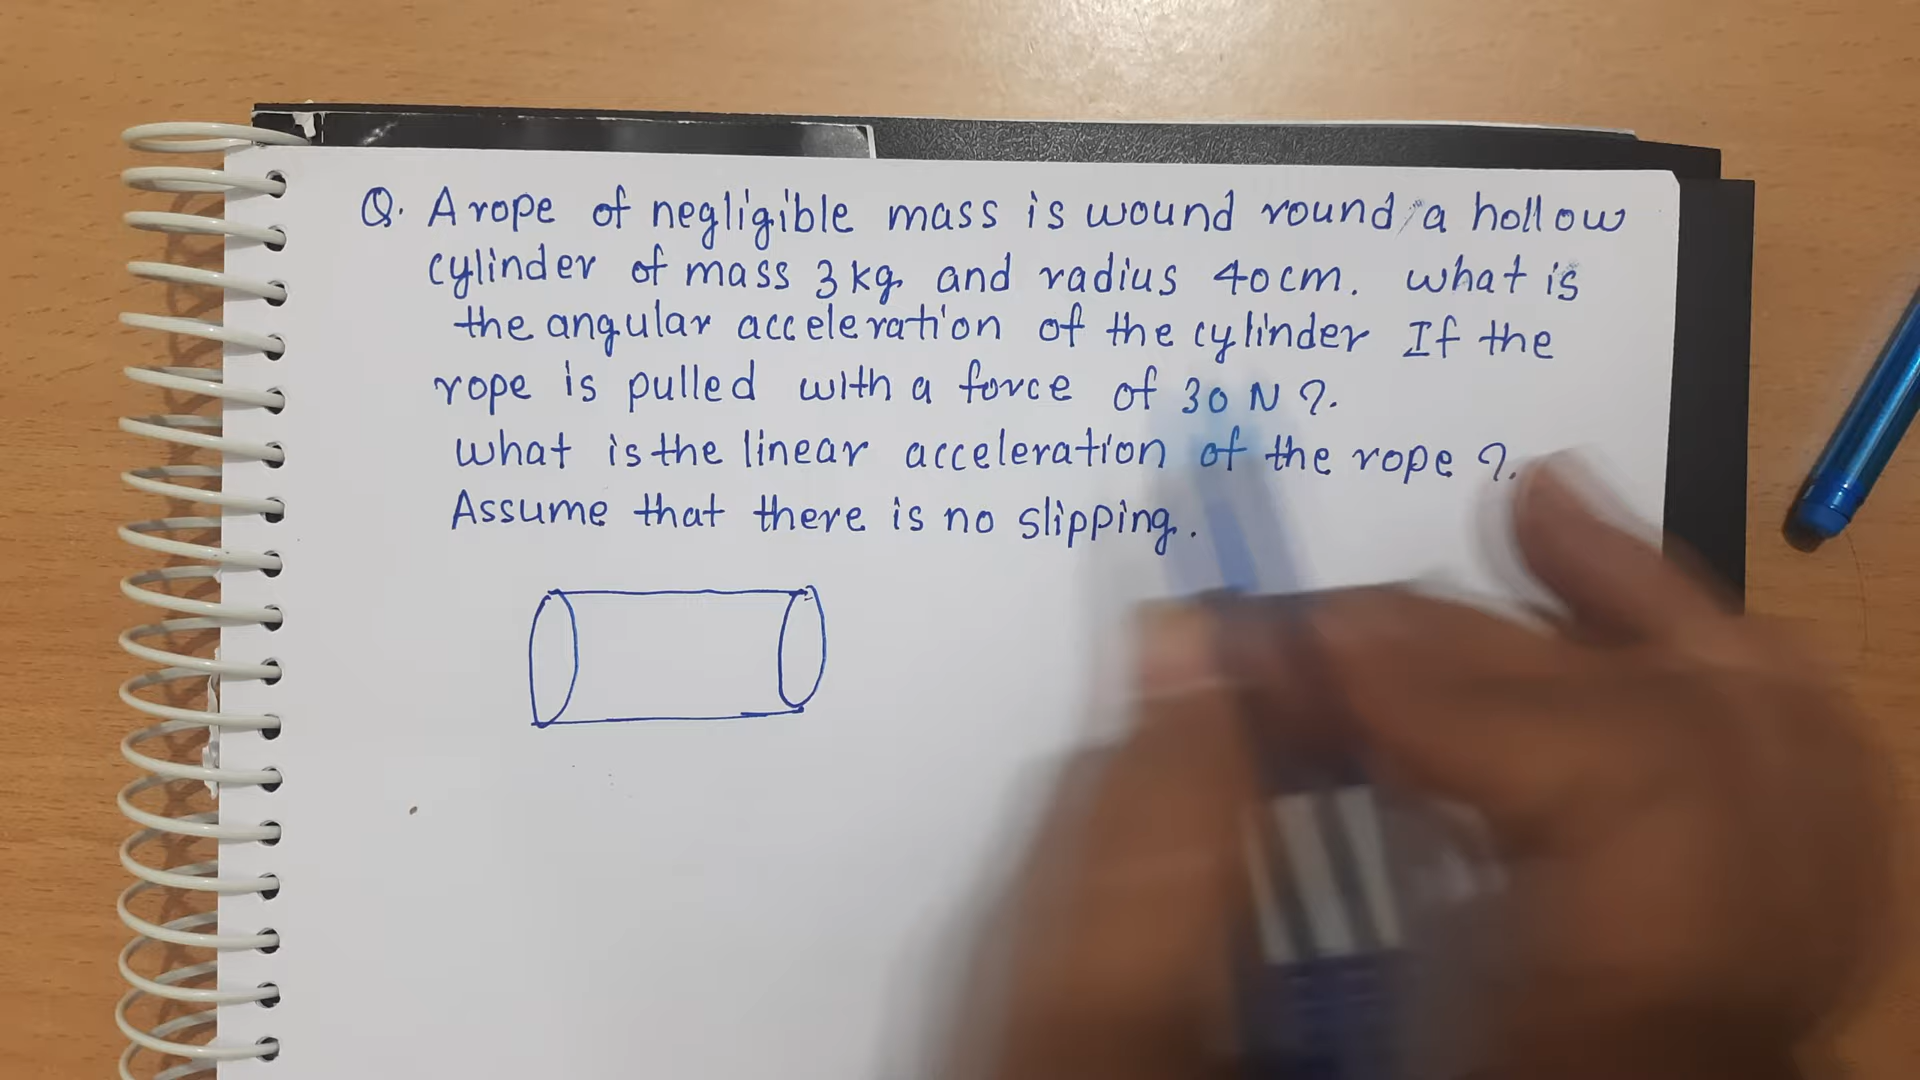 Q. A rope of negligible mass is wound round a hollow
cylinder of mass 3 kg and radius 40 cm. what is
the angular acceleration of the cylinder If the
rope is pulled with a force of 30 N ?.
what is the linear acceleration of the rope ?.
Assume that there is no slipping.